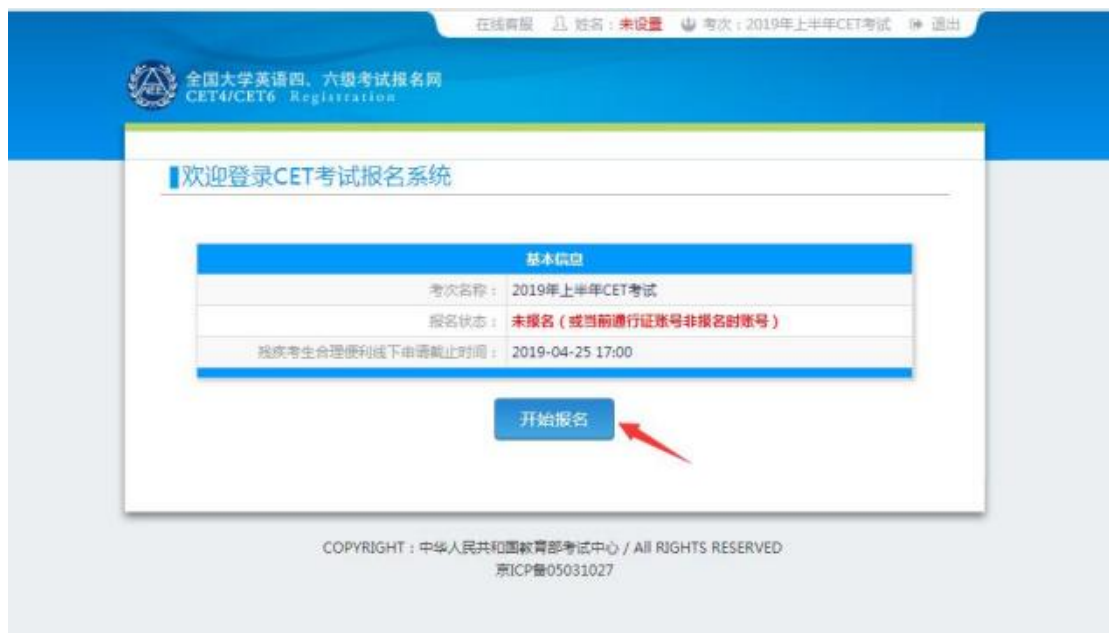 在线客服 姓名：未设置 考次：2019年上半年CET考试 退出
全国大学英语四、六级考试报名网
CET4/CET6 Registration
欢迎登录CET考试报名系统
基本信息
考次名称： 2019年上半年CET考试
报名状态： 未报名（或当前通行证账号非报名时账号）
残疾考生合理便利线下申请截止时间： 2019-04-25 17:00
开始报名
COPYRIGHT：中华人民共和国教育部考试中心 / All RIGHTS RESERVED
京ICP备05031027